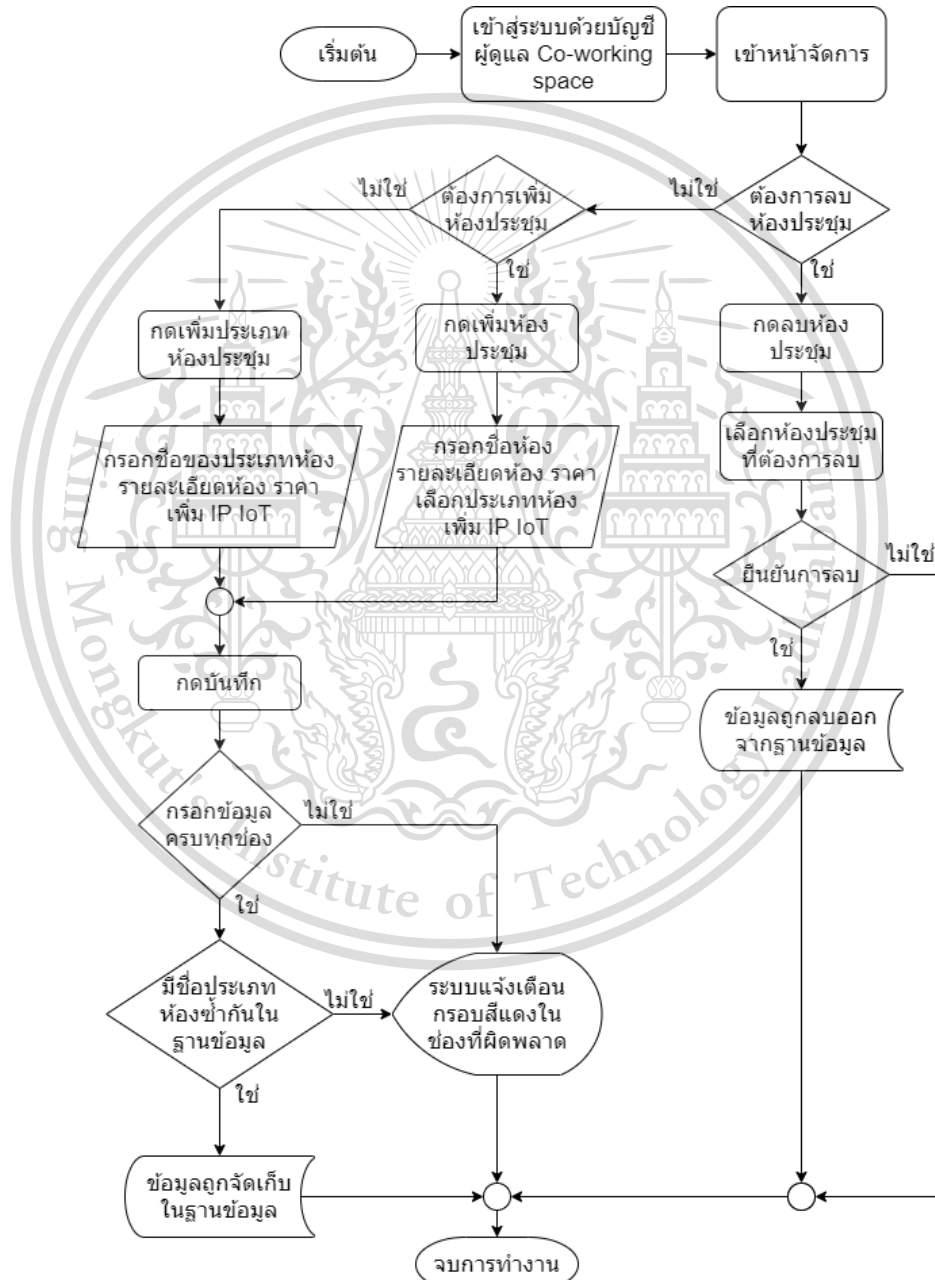 เริ่มต้น
เข้าสู่ระบบด้วยบัญชี
ผู้ดูแล Co-working
space
เข้าหน้าจัดการ
ต้องการลบ
ห้องประชุม
ไม่ใช่
ต้องการเพิ่ม
ห้องประชุม
ไม่ใช่
ใช่
ใช่
กดเพิ่มประเภท
ห้องประชุม
กดเพิ่มห้อง
ประชุม
กดลบห้อง
ประชุม
กรอกชื่อของประเภทห้อง
รายละเอียดห้อง ราคา
เพิ่ม IP IoT
กรอกชื่อห้อง
รายละเอียดห้อง ราคา
เลือกประเภทห้อง
เพิ่ม IP IoT
เลือกห้องประชุม
ที่ต้องการลบ
ยืนยันการลบ
ไม่ใช่
ใช่
กดบันทึก
ข้อมูลถูกลบออก
จากฐานข้อมูล
กรอกข้อมูล
ครบทุกช่อง
ไม่ใช่
ใช่
มีชื่อประเภท
ห้องซ้ำกันใน
ฐานข้อมูล
ไม่ใช่
ระบบแจ้งเตือน
กรอบสีแดงใน
ช่องที่ผิดพลาด
ใช่
ข้อมูลถูกจัดเก็บ
ในฐานข้อมูล
จบการทำงาน
King Mongkut's Institute of Technology Ladkrabang